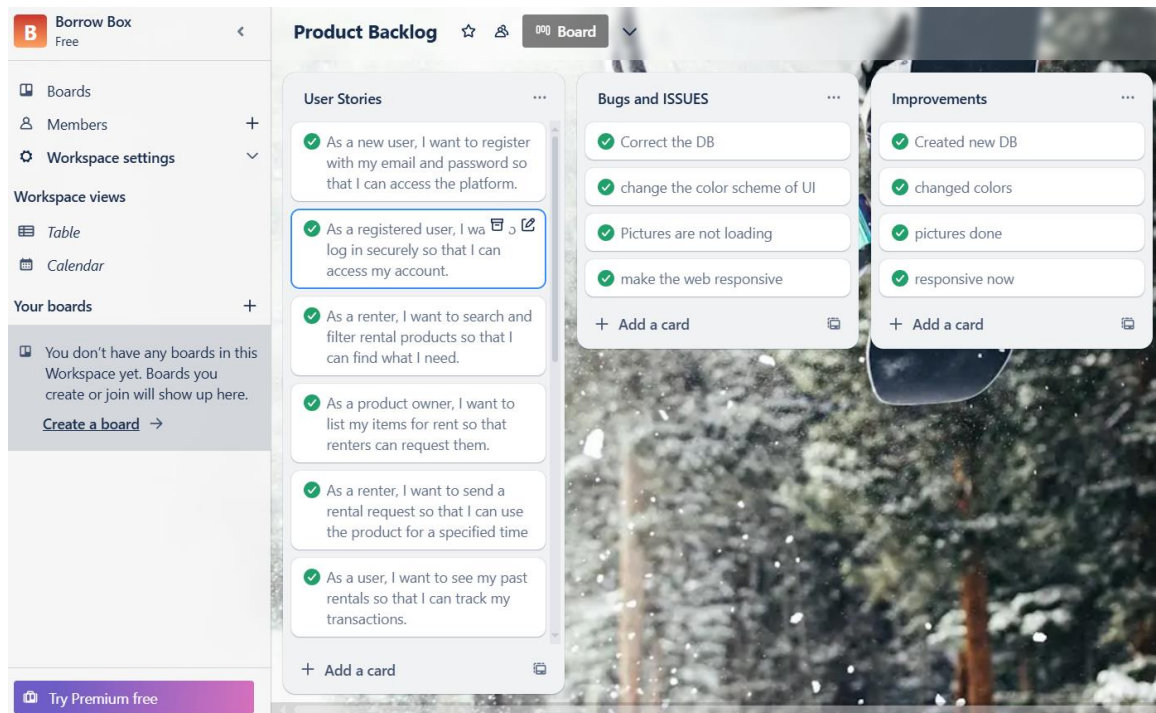 B
Borrow Box
Free
Boards
Members
Workspace settings
Workspace views
Table
Calendar
Your boards
You don't have any boards in this
Workspace yet. Boards you
create or join will show up here.
Create a board →
Try Premium free
Product Backlog
Board
User Stories
As a new user, I want to register
with my email and password so
that I can access the platform.
As a registered user, I wa
log in securely so that I can
access my account.
As a renter, I want to search and
filter rental products so that I
can find what I need.
As a product owner, I want to
list my items for rent so that
renters can request them.
As a renter, I want to send a
rental request so that I can use
the product for a specified time
As a user, I want to see my past
rentals so that I can track my
transactions.
+ Add a card
Bugs and ISSUES
Correct the DB
change the color scheme of UI
Pictures are not loading
make the web responsive
+ Add a card
Improvements
Created new DB
changed colors
pictures done
responsive now
+ Add a card